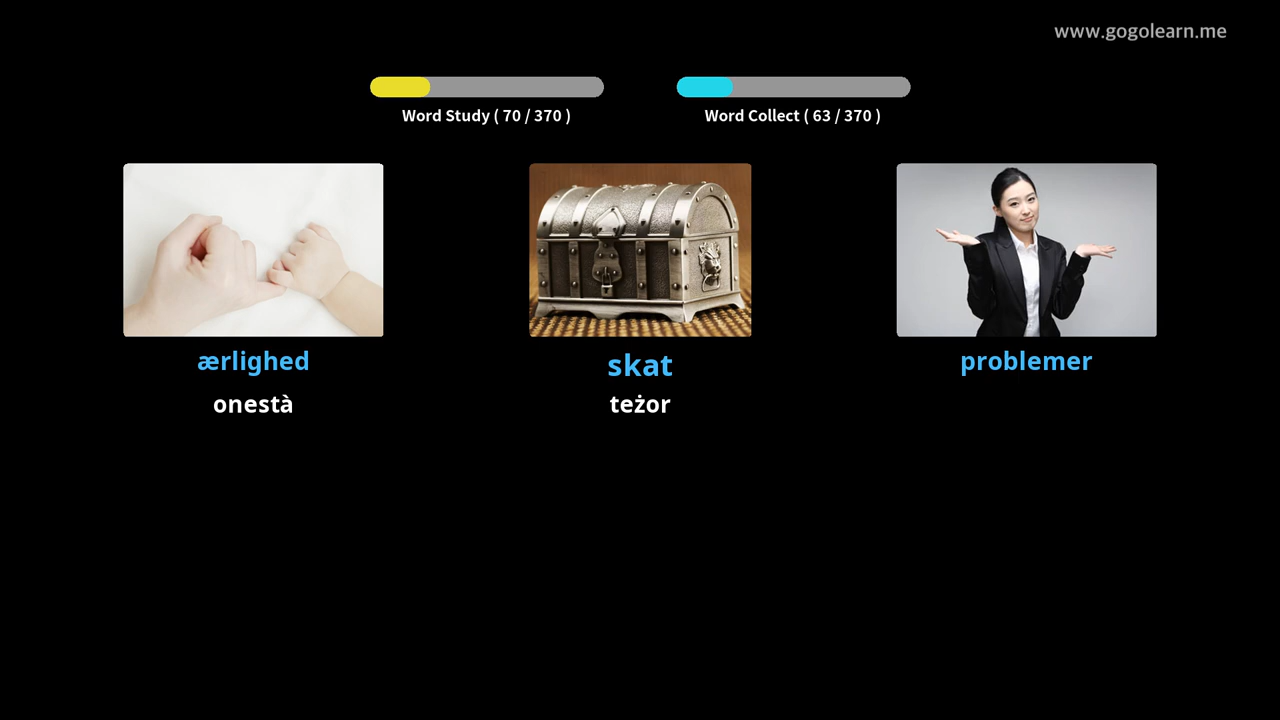 www.gogolearn.me
Word Study ( 70 / 370 )
Word Collect ( 63 / 370 )
ærlighed
skat
problemer
onestà
teżor